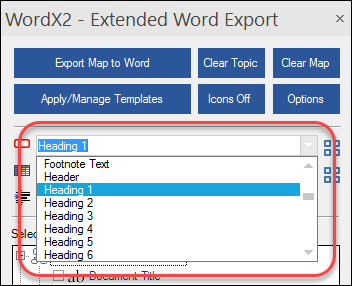 WordX2 - Extended Word Export
Export Map to Word
Clear Topic
Clear Map
Apply/Manage Templates
Icons Off
Options
Heading 1
Footnote Text
Header
Heading 1
Heading 2
Heading 3
Heading 4
Heading 5
Heading 6
ab Document Title